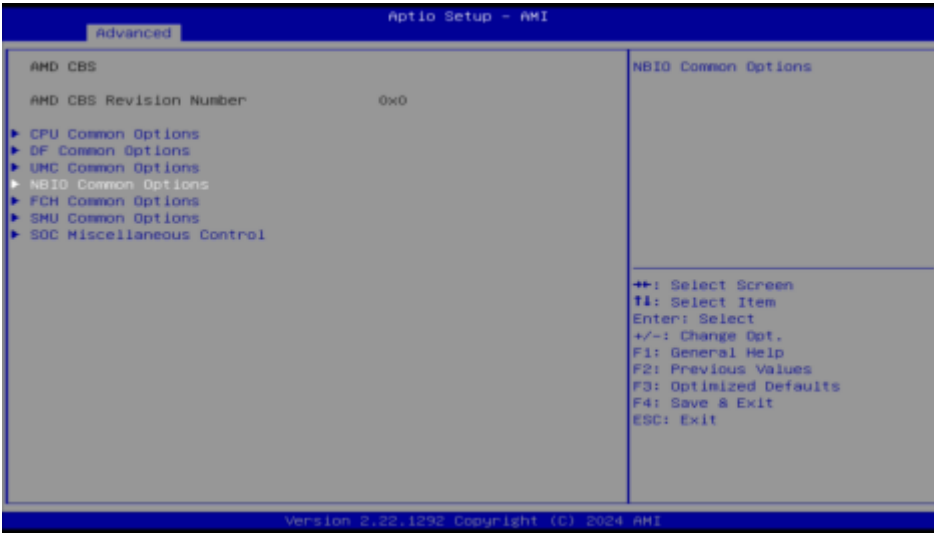 Aptio Setup - AMI
Advanced
AMD CBS
AMD CBS Revision Number 0x0
► CPU Common Options
► DF Common Options
► UMC Common Options
► NBIO Common Options
► FCH Common Options
► SMU Common Options
► SOC Miscellaneous Control
NBIO Common Options
→←: Select Screen
↑↓: Select Item
Enter: Select
+/-: Change Opt.
F1: General Help
F2: Previous Values
F3: Optimized Defaults
F4: Save & Exit
ESC: Exit
Version 2.22.1292 Copyright (C) 2024 AMI